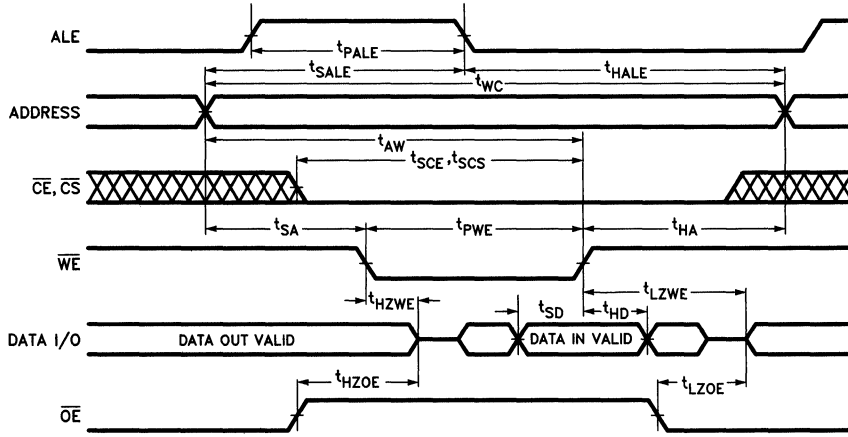 ALE
tPALE
tSALE
tHALE
tWC
ADDRESS
tAW
tSCE, tSCS
CE, CS
tSA
tPWE
tHA
WE
tHZWE
tLZWE
tSD
tHD
DATA I/O
DATA OUT VALID
DATA IN VALID
tHZOE
tLZOE
OE